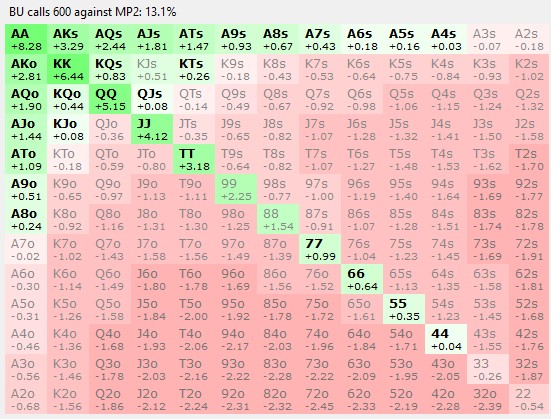 BU calls 600 against MP2: 13.1%
AA AKs AQs AJs ATs A9s A8s A7s A6s A5s A4s A3s A2s
+8.28 +3.29 +2.44 +1.81 +1.47 +0.93 +0.67 +0.43 +0.18 +0.16 +0.03 -0.07 -0.18
AKo KK KQs KJs KTs K9s K8s K7s K6s K5s K4s K3s K2s
+2.81 +6.44 +0.83 +0.51 +0.26 -0.18 -0.43 -0.53 -0.64 -0.75 -0.84 -0.93 -1.02
AQo KQo QQ QJs QTs Q9s Q8s Q7s Q6s Q5s Q4s Q3s Q2s
+1.90 +0.44 +5.15 +0.08 -0.14 -0.49 -0.67 -0.92 -0.98 -1.06 -1.15 -1.24 -1.32
AJo KJo QJo JJ JTs J9s J8s J7s J6s J5s J4s J3s J2s
+1.44 +0.08 -0.36 +4.12 -0.35 -0.65 -0.82 -1.07 -1.28 -1.32 -1.41 -1.50 -1.58
ATo KTo QTo JTo TT T9s T8s T7s T6s T5s T4s T3s T2s
+1.09 -0.18 -0.59 -0.80 +3.18 -0.64 -0.82 -1.07 -1.27 -1.48 -1.53 -1.62 -1.70
A9o K9o Q9o J9o T9o 99 98s 97s 96s 95s 94s 93s 92s
+0.51 -0.65 -0.97 -1.13 -1.11 +2.25 -0.77 -1.00 -1.19 -1.40 -1.64 -1.69 -1.77
A8o K8o Q8o J8o T8o 98o 88 87s 86s 85s 84s 83s 82s
+0.24 -0.92 -1.16 -1.31 -1.30 -1.25 +1.54 -0.91 -1.07 -1.28 -1.51 -1.74 -1.78
A7o K7o Q7o J7o T7o 97o 87o 77 76s 75s 74s 73s 72s
-0.02 -1.02 -1.43 -1.58 -1.56 -1.49 -1.39 +0.99 -1.04 -1.23 -1.45 -1.69 -1.91
A6o K6o Q6o J6o T6o 96o 86o 76o 66 65s 64s 63s 62s
-0.30 -1.14 -1.49 -1.80 -1.78 -1.69 -1.56 -1.52 +0.64 -1.13 -1.35 -1.58 -1.81
A5o K5o Q5o J5o T5o 95o 85o 75o 65o 55 54s 53s 52s
-0.31 -1.26 -1.58 -1.84 -2.00 -1.92 -1.78 -1.72 -1.61 +0.35 -1.23 -1.45 -1.68
A4o K4o Q4o J4o T4o 94o 84o 74o 64o 54o 44 43s 42s
-0.46 -1.36 -1.68 -1.93 -2.06 -2.17 -2.03 -1.96 -1.84 -1.71 +0.04 -1.55 -1.76
A3o K3o Q3o J3o T3o 93o 83o 73o 63o 53o 43o 33 32s
-0.56 -1.46 -1.78 -2.03 -2.16 -2.22 -2.28 -2.22 -2.09 -1.95 -2.05 -0.26 -1.87
A2o K2o Q2o J2o T2o 92o 82o 72o 62o 52o 42o 32o 22
-0.68 -1.56 -1.86 -2.12 -2.24 -2.31 -2.32 -2.45 -2.33 -2.19 -2.28 -2.39 -0.54